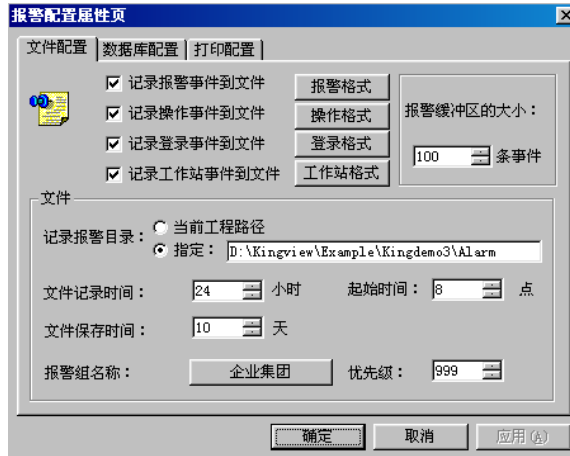 报警配置属性页
文件配置 数据库配置 打印配置
记录报警事件到文件 报警格式
记录操作事件到文件 操作格式
记录登录事件到文件 登录格式
记录工作站事件到文件 工作站格式
报警缓冲区的大小：
100 条事件
文件
记录报警目录： 当前工程路径
指定： D:\Kingview\Example\Kingdemo3\Alarm
文件记录时间： 24 小时 起始时间： 8 点
文件保存时间： 10 天
报警组名称： 企业集团 优先级： 999
确定 取消 应用(A)